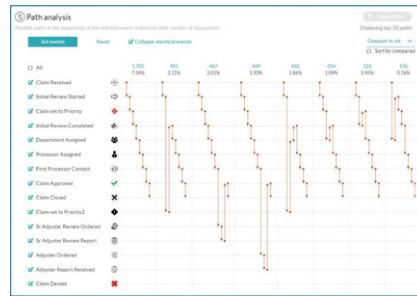 Path analysis
Possible paths in the sequencing of the selected events ordered by their number of occurrences
Displaying top 50 paths
Set events Reset Collapse identical events Compare to set
Sort by compared
All 1,701 491 467 449 433 254 221 176
7.34% 2.11% 2.01% 1.93% 1.86% 1.09% 0.95% 0.76%
Claim Received
Initial Review Started
Claim set to Priority
Initial Review Completed
Department Assigned
Processor Assigned
First Processor Contact
Claim Approved
Claim Closed
Claim set to Priority2
Sr Adjuster Review Ordered
Sr Adjuster Review Report
Adjuster Ordered
Adjuster Report Received
Claim Denied